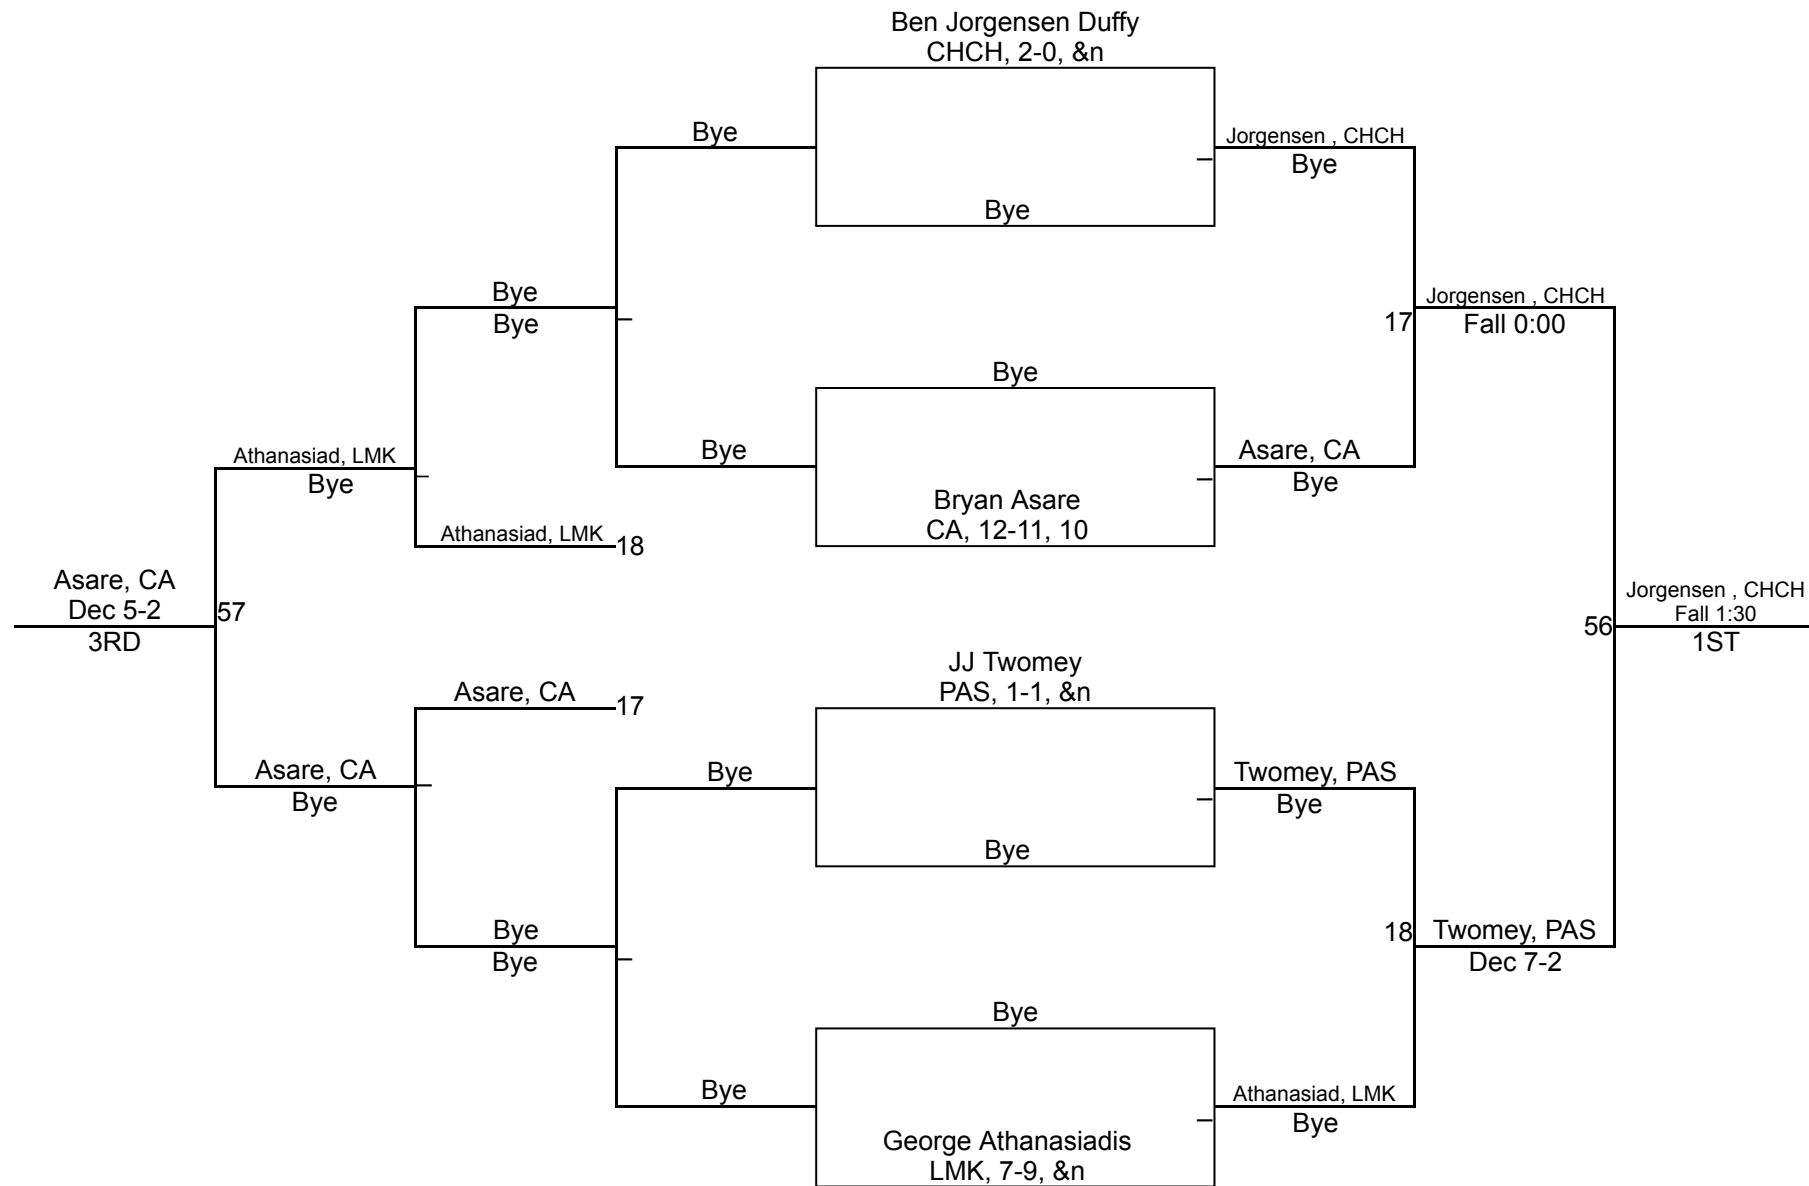 Ben Jorgensen Duffy
CHCH, 2-0, &n
Bye
Jorgensen , CHCH
Bye
Bye
Bye
Bye
Jorgensen , CHCH
17
Fall 0:00
Bye
Bye
Asare, CA
Bye
Athanasiad, LMK
Bye
Bryan Asare
CA, 12-11, 10
Athanasiad, LMK
18
Asare, CA
Dec 5-2
57
3RD
Jorgensen , CHCH
Fall 1:30
56
1ST
JJ Twomey
PAS, 1-1, &n
Asare, CA
17
Asare, CA
Bye
Bye
Twomey, PAS
Bye
Bye
Bye
Bye
18
Twomey, PAS
Dec 7-2
Bye
Bye
Athanasiad, LMK
Bye
George Athanasiadis
LMK, 7-9, &n